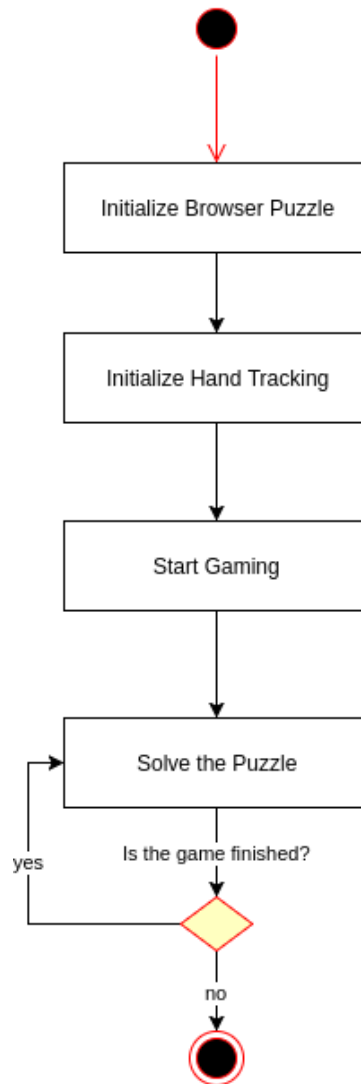 Initialize Browser Puzzle
Initialize Hand Tracking
Start Gaming
Solve the Puzzle
Is the game finished?
yes
no